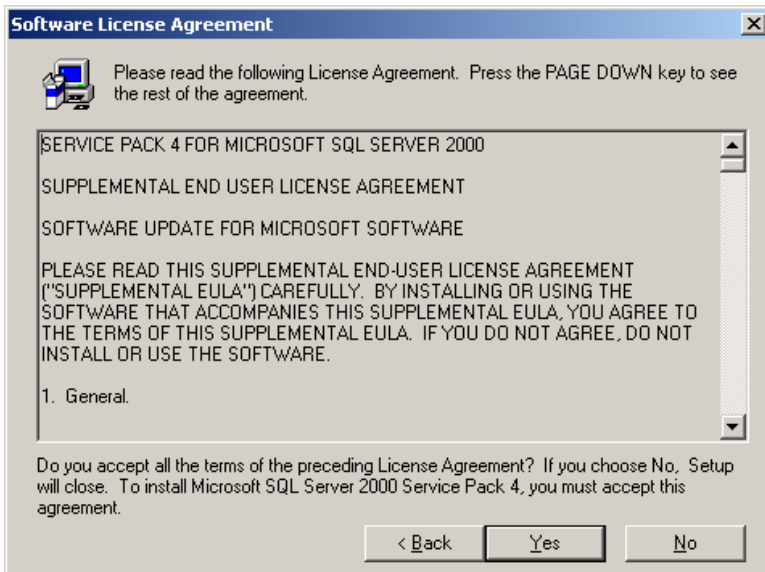 Software License Agreement
Please read the following License Agreement. Press the PAGE DOWN key to see
the rest of the agreement.
SERVICE PACK 4 FOR MICROSOFT SQL SERVER 2000
SUPPLEMENTAL END USER LICENSE AGREEMENT
SOFTWARE UPDATE FOR MICROSOFT SOFTWARE
PLEASE READ THIS SUPPLEMENTAL END-USER LICENSE AGREEMENT
("SUPPLEMENTAL EULA") CAREFULLY. BY INSTALLING OR USING THE
SOFTWARE THAT ACCOMPANIES THIS SUPPLEMENTAL EULA, YOU AGREE TO
THE TERMS OF THIS SUPPLEMENTAL EULA. IF YOU DO NOT AGREE, DO NOT
INSTALL OR USE THE SOFTWARE.
1. General.
Do you accept all the terms of the preceding License Agreement? If you choose No, Setup
will close. To install Microsoft SQL Server 2000 Service Pack 4, you must accept this
agreement.
< Back Yes No